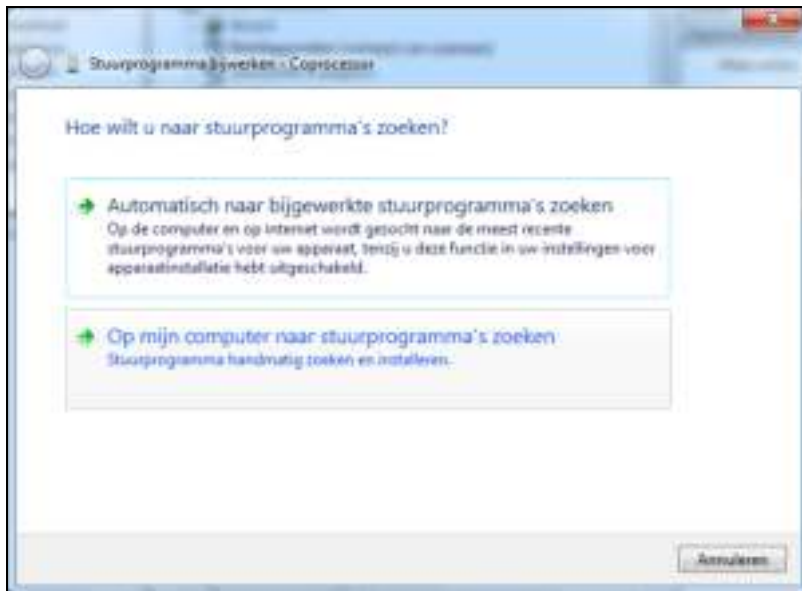 Stuurprogramma bijwerken - Coprocessor
Hoe wilt u naar stuurprogramma's zoeken?
Automatisch naar bijgewerkte stuurprogramma's zoeken
Op de computer en op internet wordt gezocht naar de meest recente
stuurprogramma's voor uw apparaat, tenzij u deze functie in uw instellingen voor
apparaatinstallatie hebt uitgeschakeld.
Op mijn computer naar stuurprogramma's zoeken
Stuurprogramma handmatig zoeken en installeren.
Annuleren